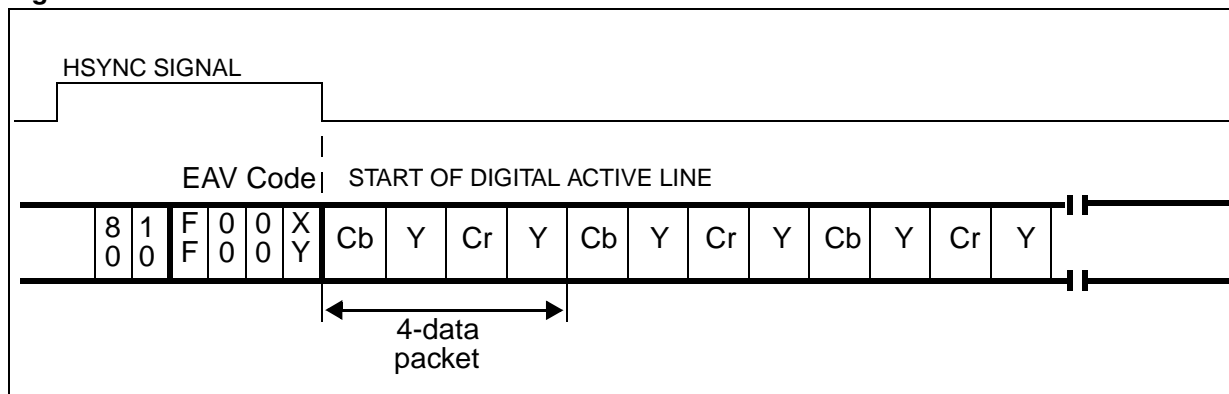 HSYNC SIGNAL
EAV Code
START OF DIGITAL ACTIVE LINE
8 1 F 0 0 X Cb Y Cr Y Cb Y Cr Y Cb Y Cr Y
0 0 F 0 0 Y
4-data
packet